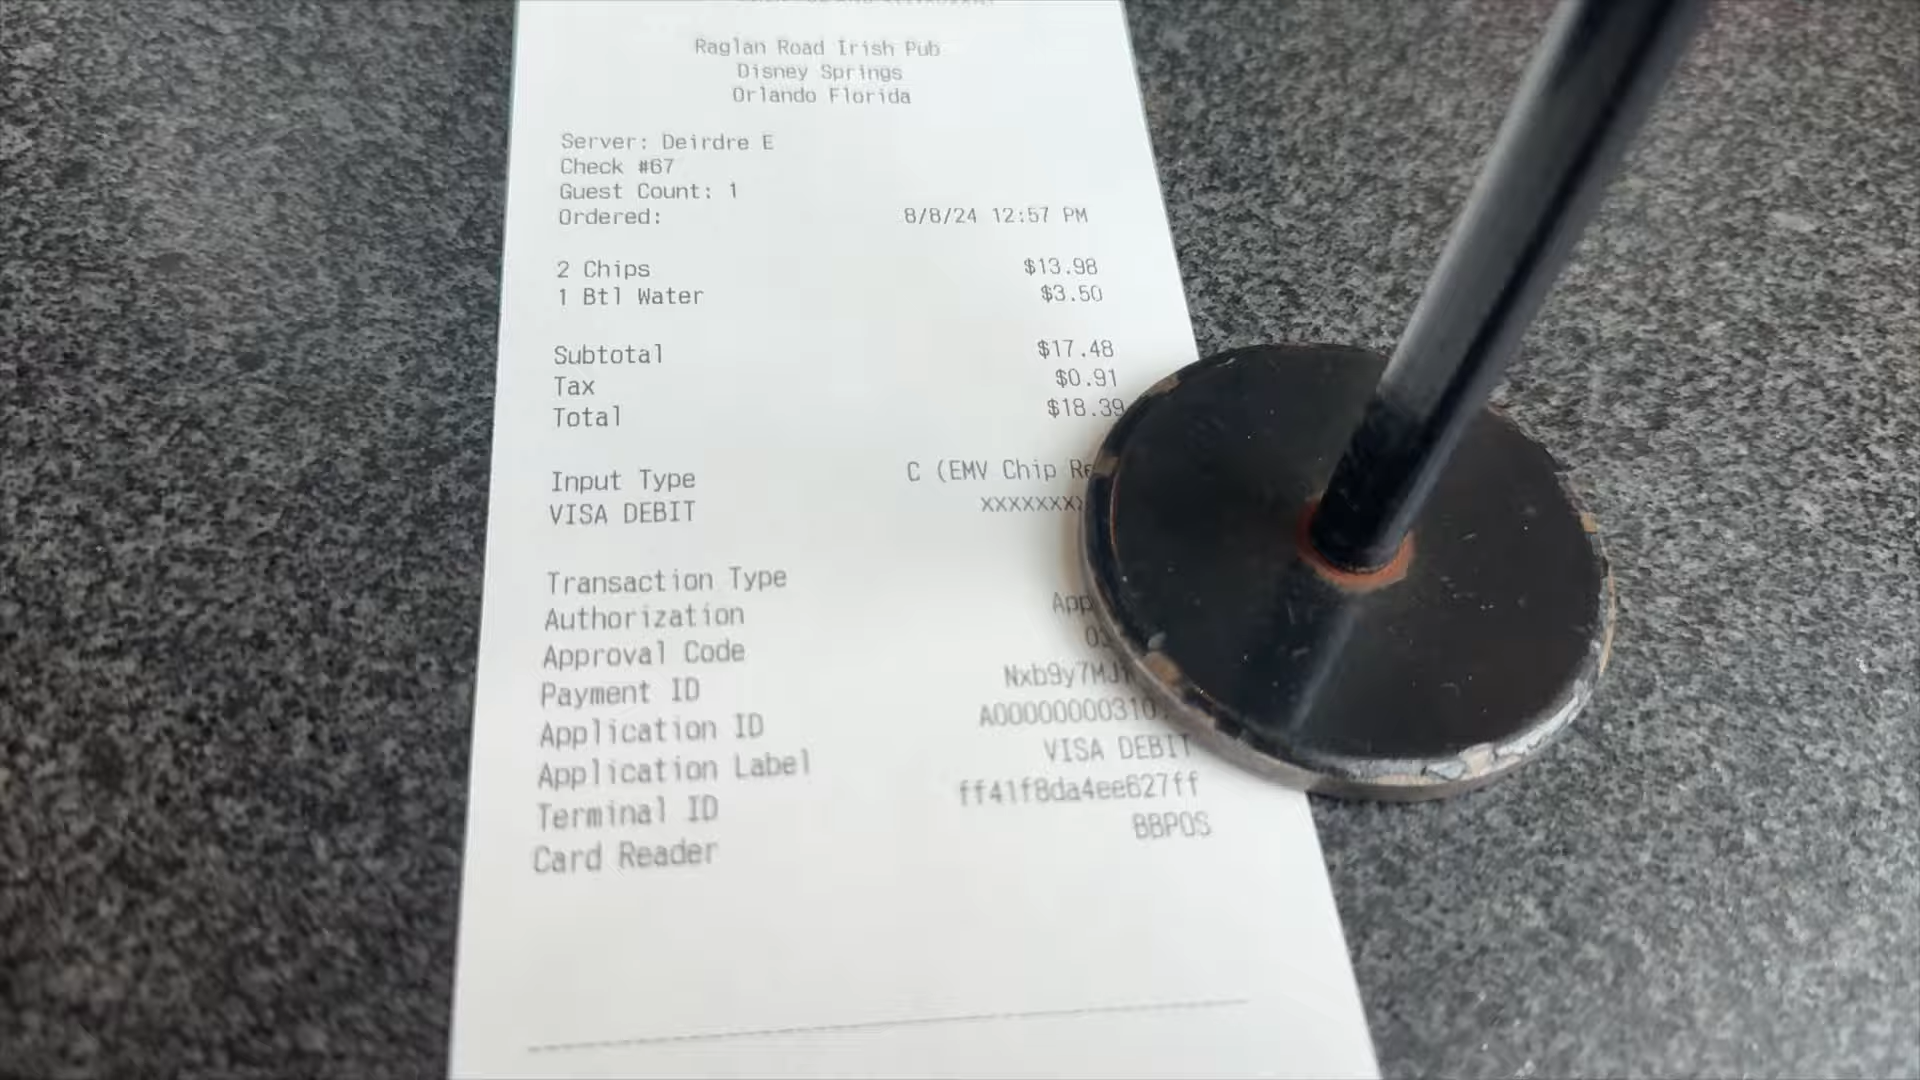 Raglan Road Irish Pub
Disney Springs
Orlando Florida
Server: Deirdre E
Check #67
Guest Count: 1
Ordered: 8/8/24 12:57 PM
2 Chips $13.98
1 Btl Water $3.50
Subtotal $17.48
Tax $0.91
Total $18.39
Input Type C (EMV Chip
VISA DEBIT
Transaction Type
Authorization
Approval Code
Payment ID
Application ID
Application Label VISA DEBIT
Terminal ID ff41f8da4ee627ff
Card Reader BBPOS